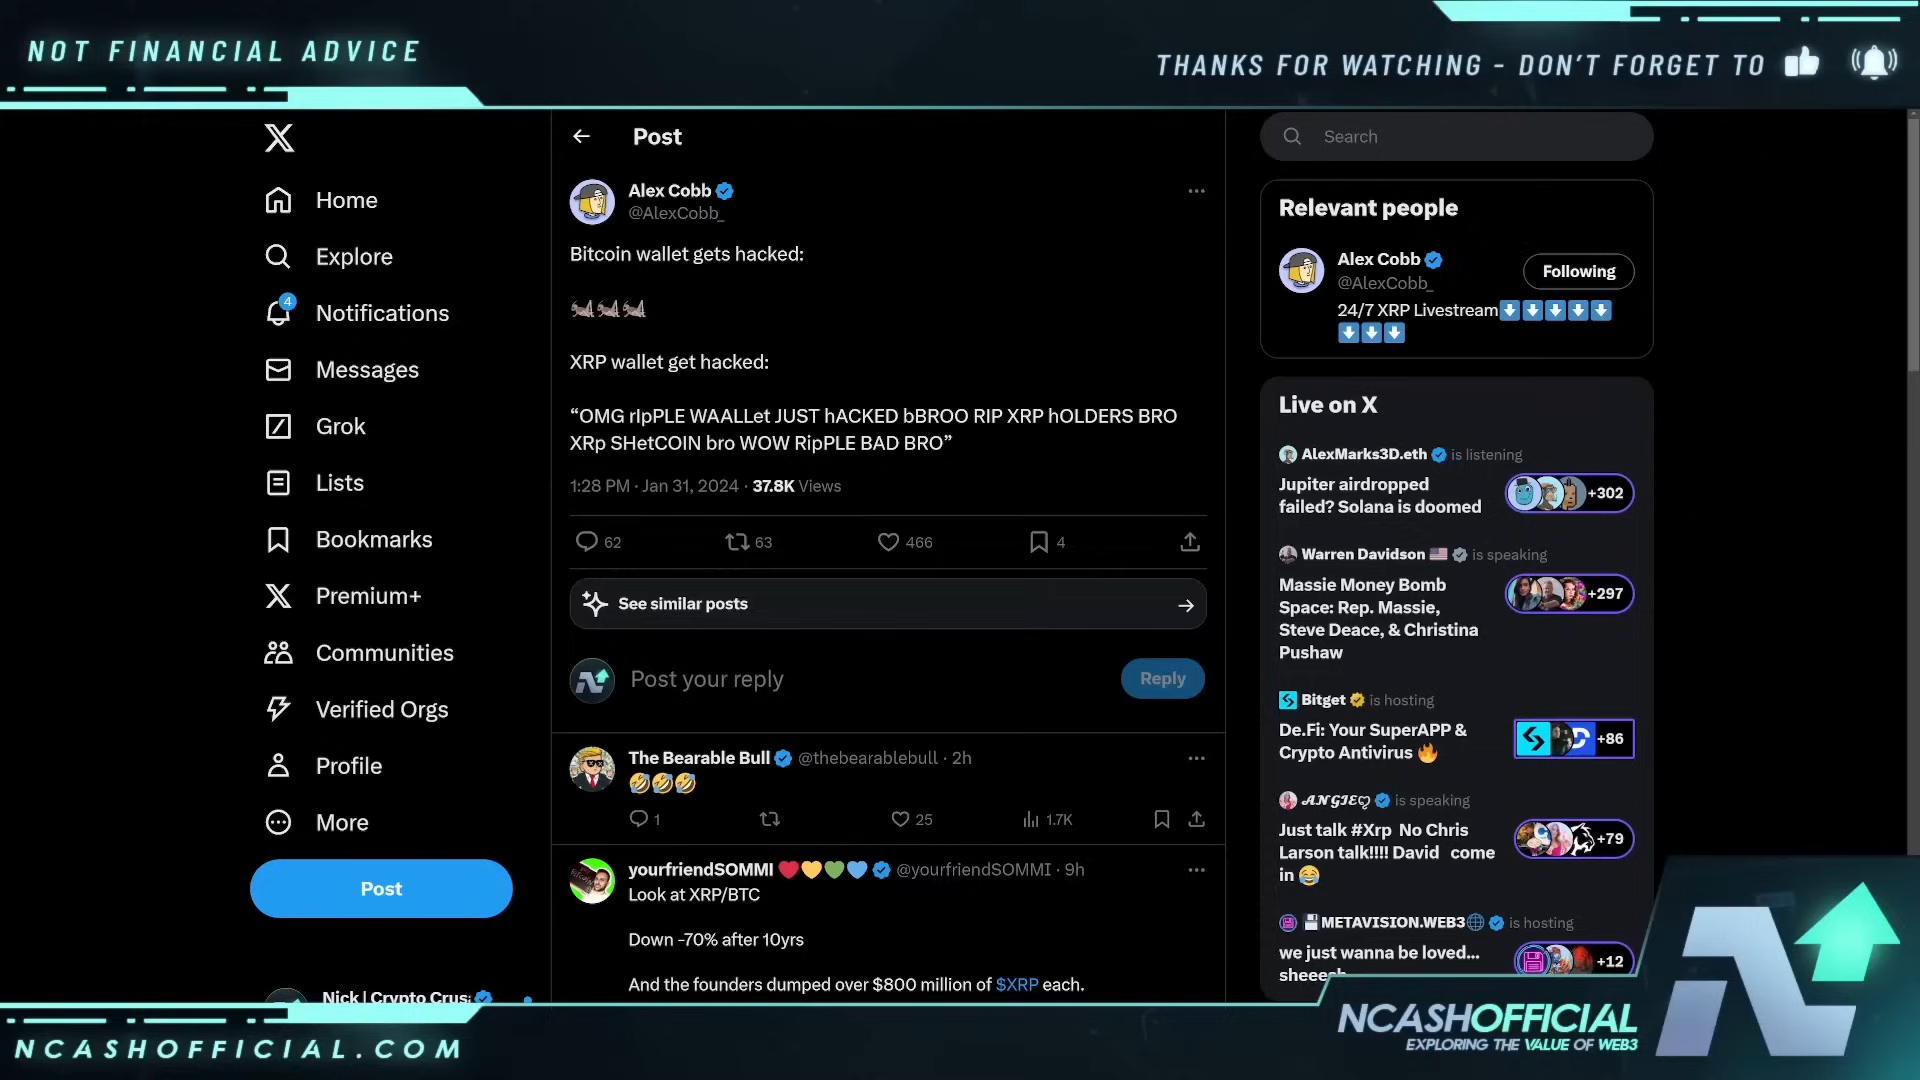 NOT FINANCIAL ADVICE
THANKS FOR WATCHING - DON'T FORGET TO
Home
Explore
4
Notifications
Messages
Grok
Lists
Bookmarks
Premium+
Communities
Verified Orgs
Profile
More
Post
Nick | Crypto Crus
Post
Alex Cobb
@AlexCobb_
Bitcoin wallet gets hacked:
🦗🦗🦗
XRP wallet get hacked:
“OMG rIpPLE WAALLet JUST hACKED bBROO RIP XRP hOLDERS BRO
XRp SHetCOIN bro WOW RipPLE BAD BRO”
1:28 PM · Jan 31, 2024 · 37.8K Views
62 63 466 4
See similar posts
Post your reply
Reply
The Bearable Bull @thebearablebull · 2h
🤣🤣🤣
1 25 1.7K
yourfriendSOMMI ❤️💛💚💙 @yourfriendSOMMI · 9h
Look at XRP/BTC
Down -70% after 10yrs
And the founders dumped over $800 million of $XRP each.
Search
Relevant people
Alex Cobb
@AlexCobb_
Following
24/7 XRP Livestream⬇️⬇️⬇️⬇️⬇️
⬇️⬇️⬇️
Live on X
AlexMarks3D.eth is listening
Jupiter airdropped
failed? Solana is doomed
+302
Warren Davidson 🇺🇸 is speaking
Massie Money Bomb
Space: Rep. Massie,
Steve Deace, & Christina
Pushaw
+297
Bitget is hosting
De.Fi: Your SuperAPP &
Crypto Antivirus 🔥
+86
𝓐𝓝𝓖𝓘𝓔ღ is speaking
Just talk #Xrp No Chris
Larson talk!!!! David come
in 😂
+79
💾METAVISION.WEB3🌐 is hosting
we just wanna be loved...
sheeesh
+12
NCASHOFFICIAL.COM
NCASHOFFICIAL
EXPLORING THE VALUE OF WEB3